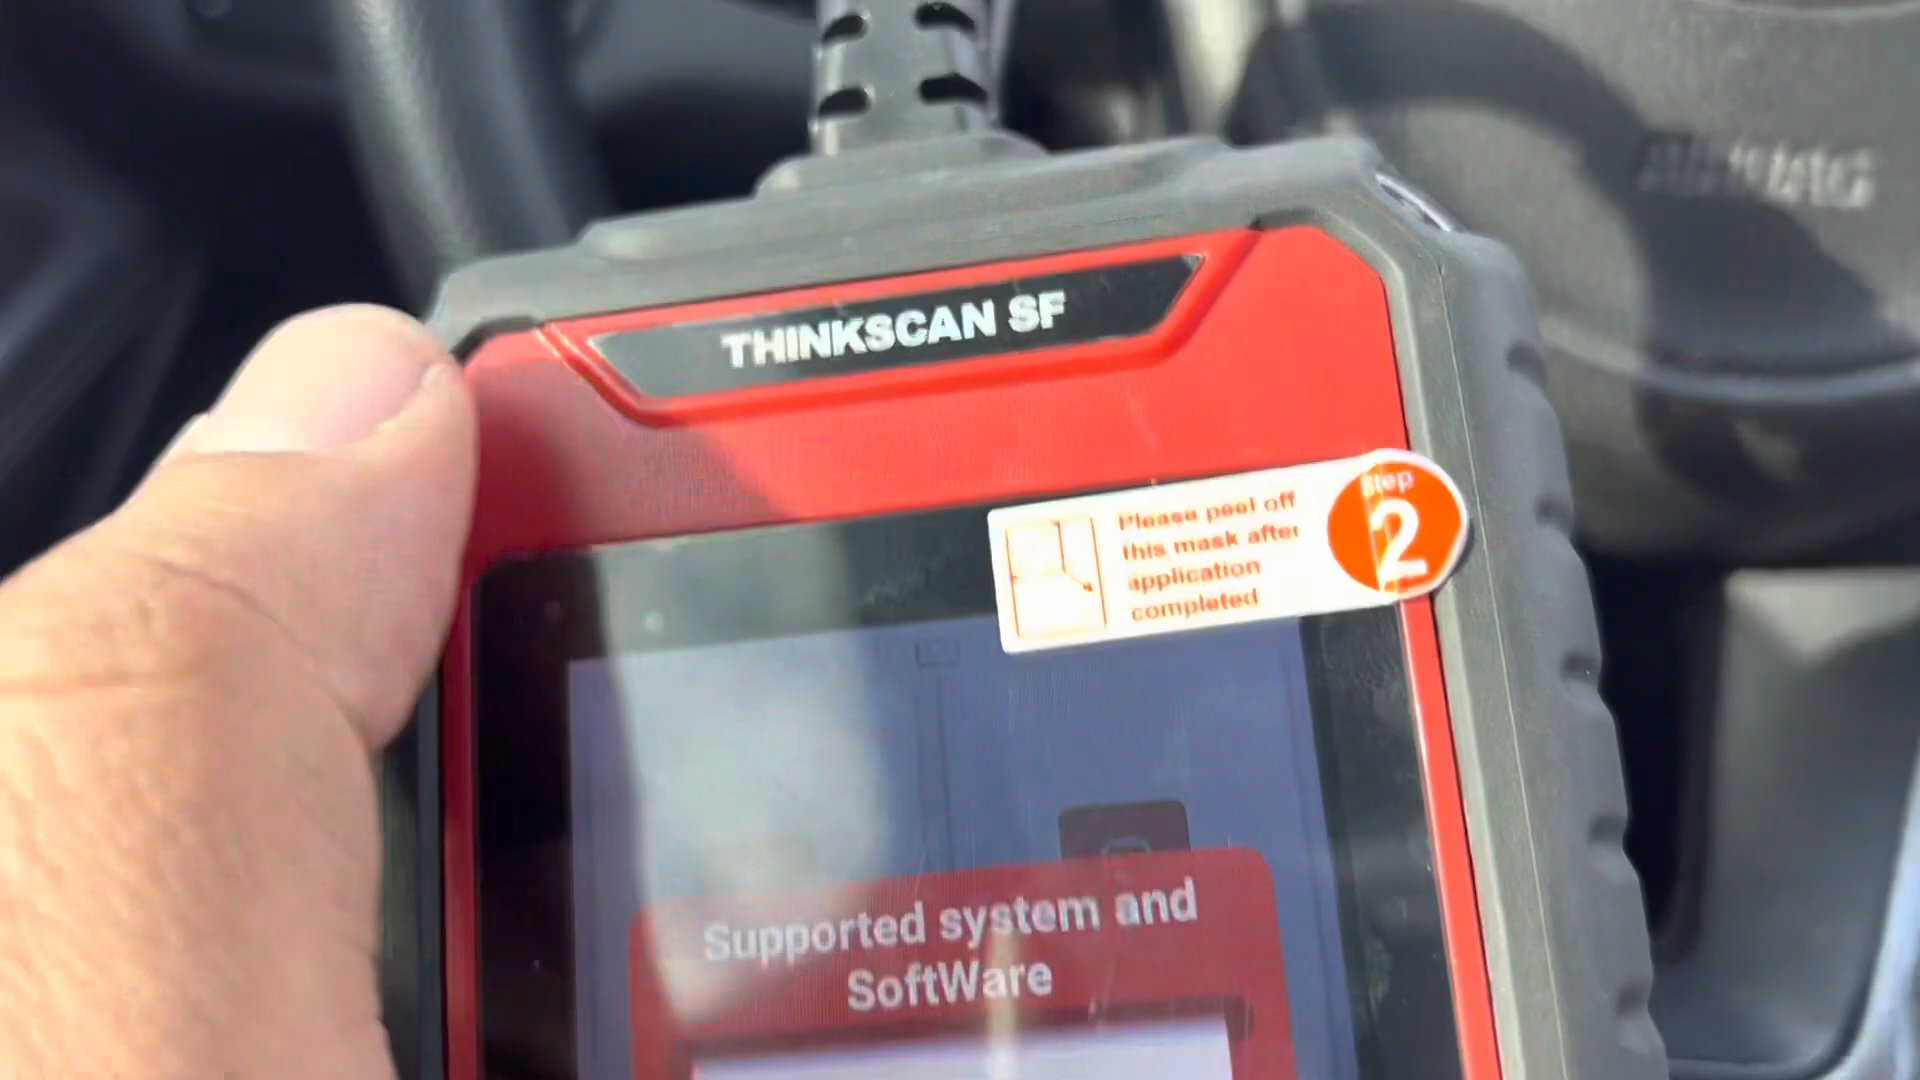 THINKSCAN SF
Please peel off
this mask after
application
completed
Step
2
Supported system and
SoftWare